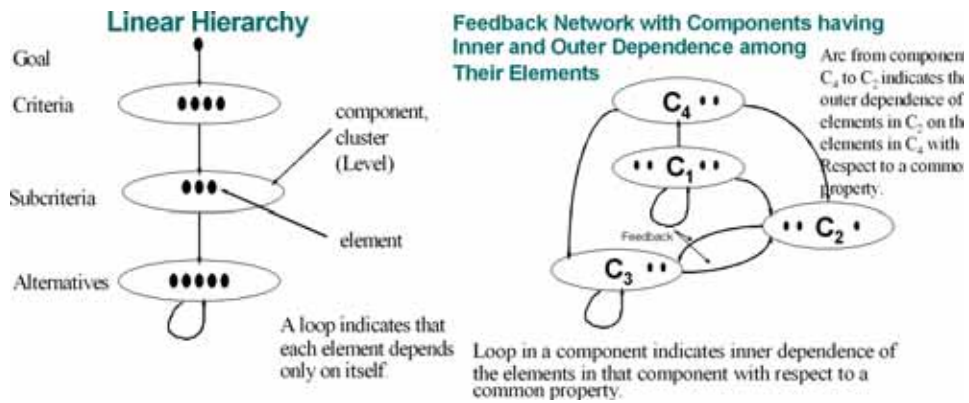 Linear Hierarchy
Goal
Criteria
component,
cluster
(Level)
Subcriteria
element
Alternatives
A loop indicates that
each element depends
only on itself.
Feedback Network with Components having
Inner and Outer Dependence among
Their Elements
Arc from component
C4 to C2 indicates the
outer dependence of
elements in C2 on the
elements in C4 with
Respect to a common
property.
C4
C1
C2
Feedback
C3
Loop in a component indicates inner dependence of
the elements in that component with respect to a
common property.